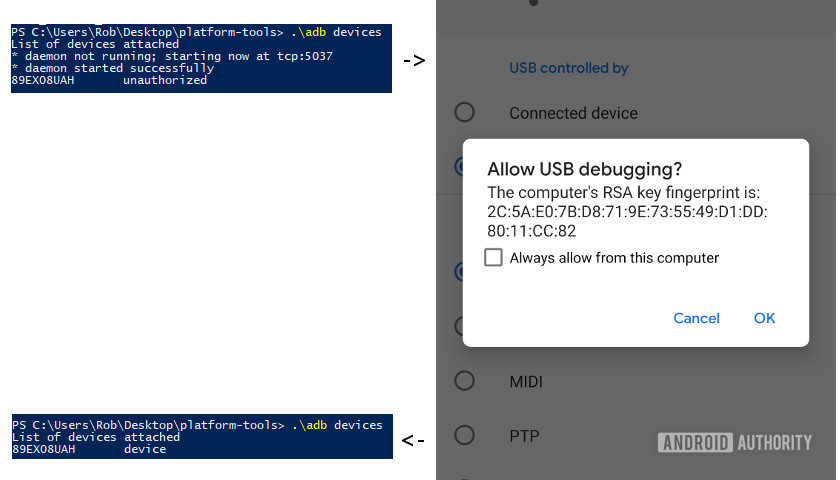 PS C:\Users\Rob\Desktop\platform-tools> .\adb devices
List of devices attached
* daemon not running; starting now at tcp:5037
* daemon started successfully
89EX08UAH unauthorized
->
USB controlled by
Connected device
Allow USB debugging?
The computer's RSA key fingerprint is:
2C:5A:E0:7B:D8:71:9E:73:55:49:D1:DD:
80:11:CC:82
Always allow from this computer
Cancel OK
MIDI
PTP
ANDROID AUTHORITY
PS C:\Users\Rob\Desktop\platform-tools> .\adb devices
List of devices attached
89EX08UAH device
<-